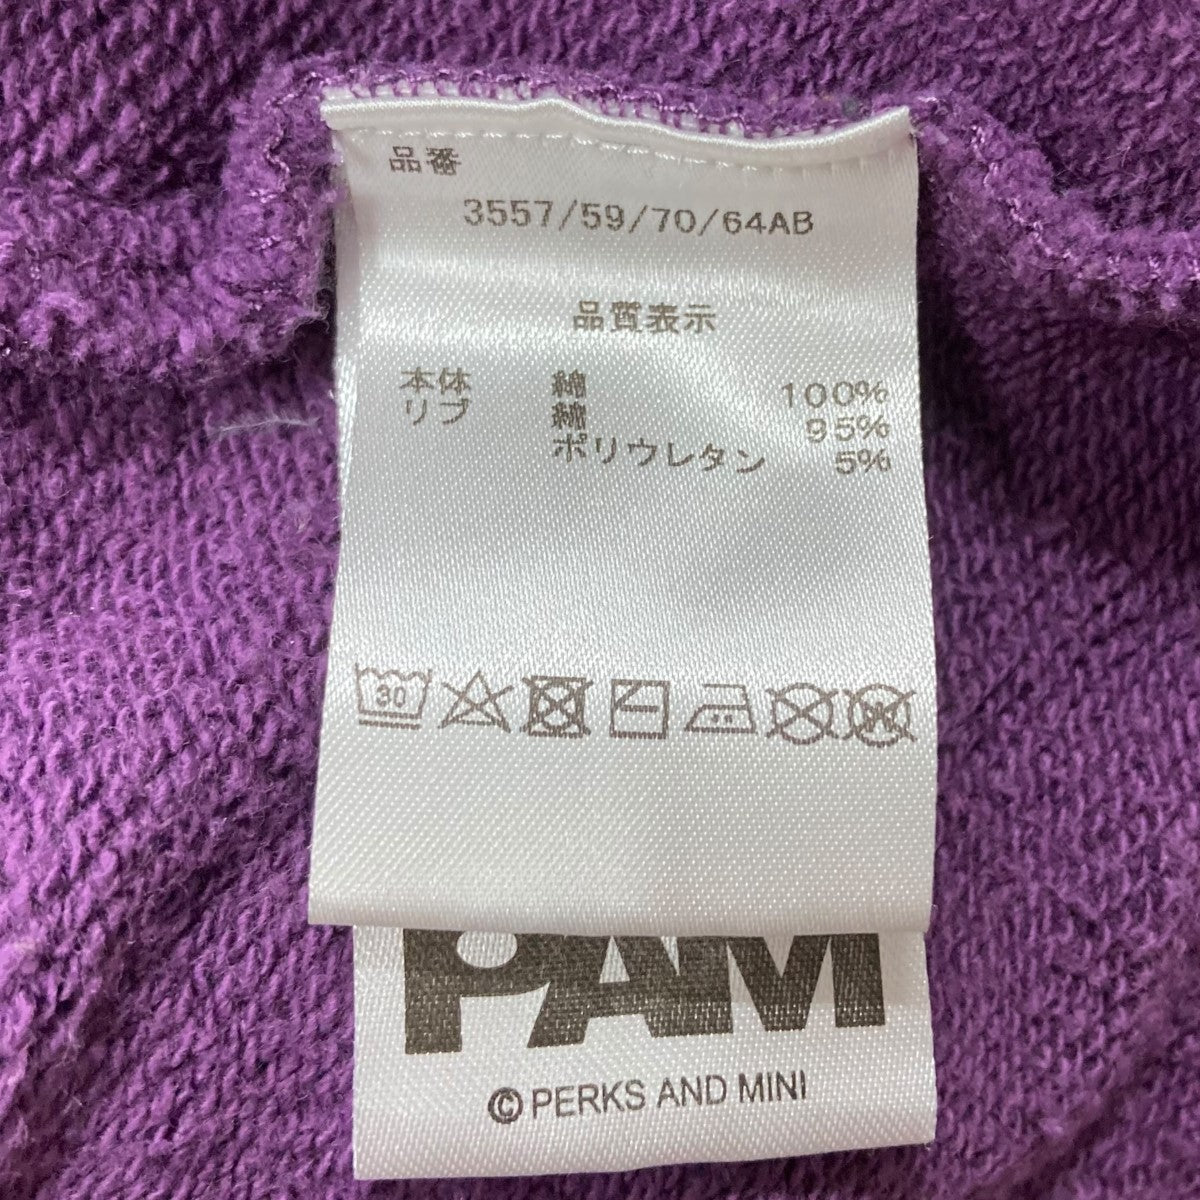 品番
3557/59/70/64AB
品質表示
本体 綿 100%
リブ 綿 95%
ポリウレタン 5%
30
W
PAM
© PERKS AND MINI